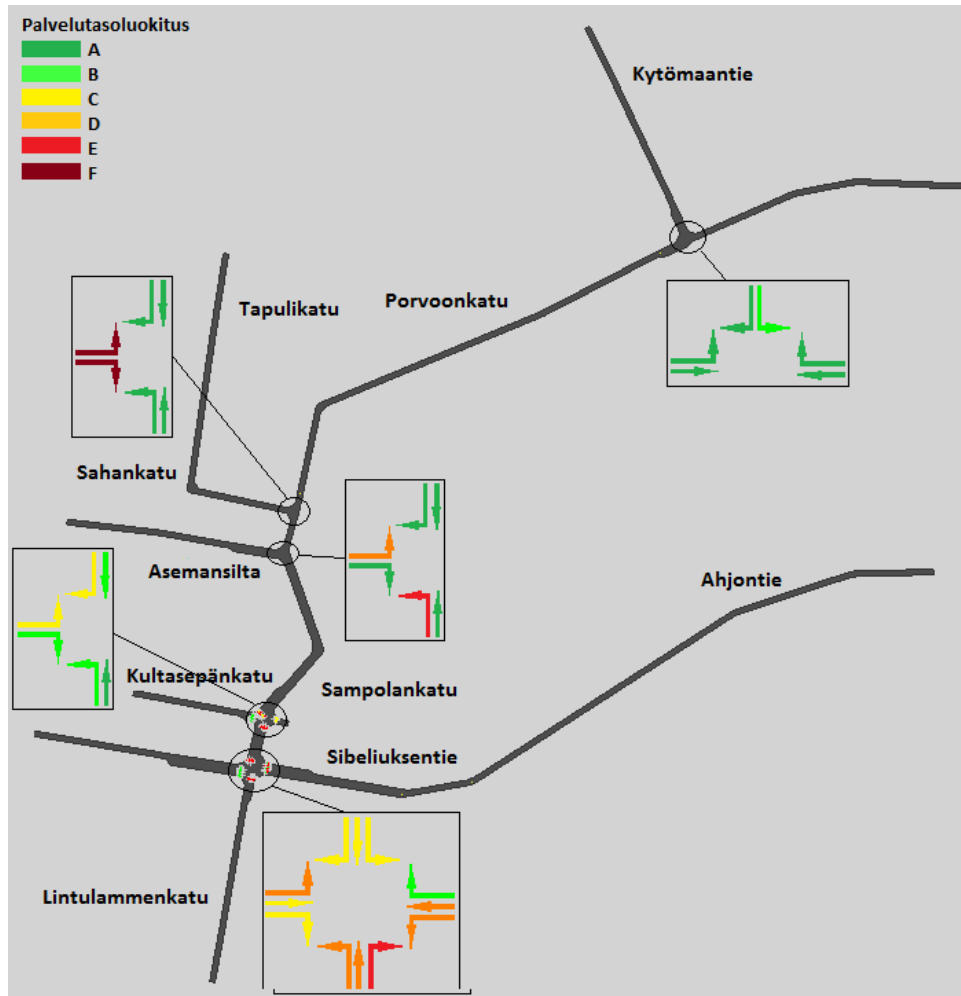 Palvelutasoluokitus
A
B
C
D
E
F
Kytömaantie
Tapulikatu
Porvoonkatu
Sahankatu
Asemansilta
Ahjontie
Kultasepänkatu
Sampolankatu
Sibeliuksentie
Lintulammenkatu